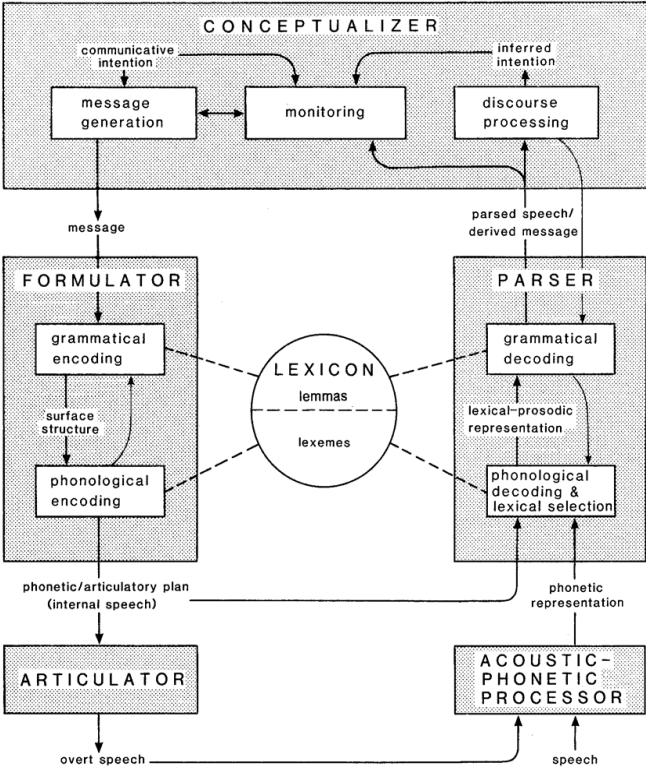 CONCEPTUALIZER
communicative
intention
inferred
intention
message
generation
monitoring
discourse
processing
message
parsed speech/
derived message
FORMULATOR
PARSER
grammatical
encoding
LEXICON
lemmas
lexemes
grammatical
decoding
surface
structure
lexical-prosodic
representation
phonological
encoding
phonological
decoding &
lexical selection
phonetic/articulatory plan
(internal speech)
phonetic
representation
ARTICULATOR
ACOUSTIC-
PHONETIC
PROCESSOR
overt speech
speech